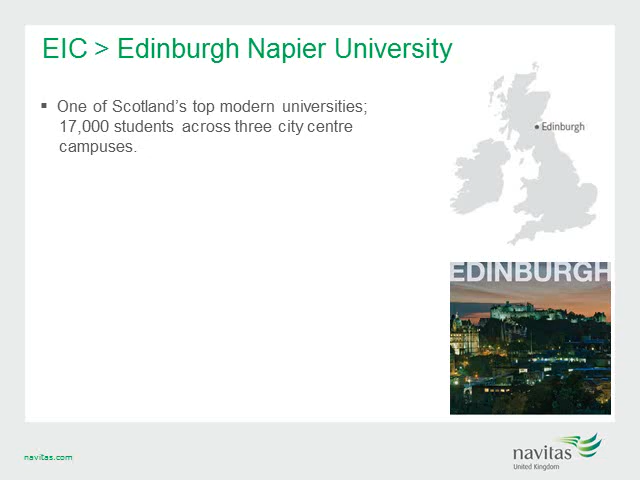 EIC > Edinburgh Napier University
▪ One of Scotland's top modern universities;
17,000 students across three city centre
campuses.
Edinburgh
EDINBURGH
navitas.com
navitas
United Kingdom